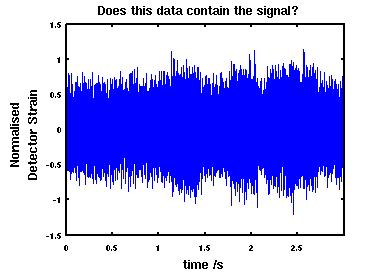 Does this data contain the signal?
1.5
1
0.5
0
-0.5
-1
-1.5
Normalised
Detector Strain
0 0.5 1 1.5 2 2.5
time /s